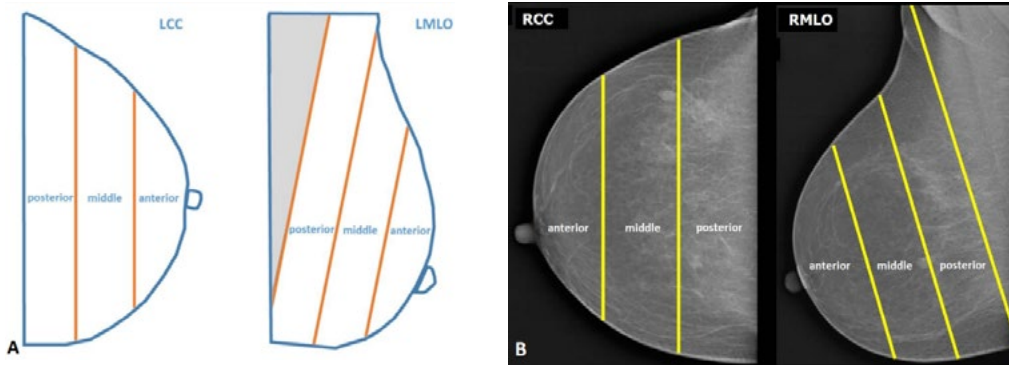 LCC
posterior middle anterior
A
LMLO
posterior middle anterior
RCC
anterior middle posterior
B
RMLO
anterior middle posterior